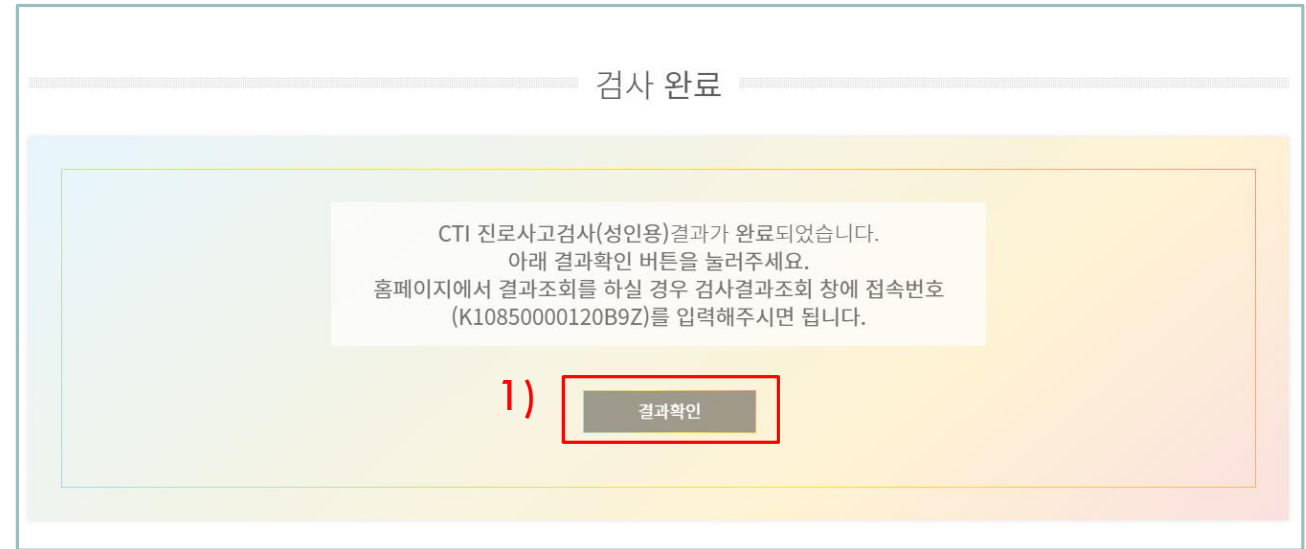 검사 완료
CTI 진로사고검사(성인용)결과가 완료되었습니다.
아래 결과확인 버튼을 눌러주세요.
홈페이지에서 결과조회를 하실 경우 검사결과조회 창에 접속번호
(K10850000120B9Z)를 입력해주시면 됩니다.
1) 결과확인